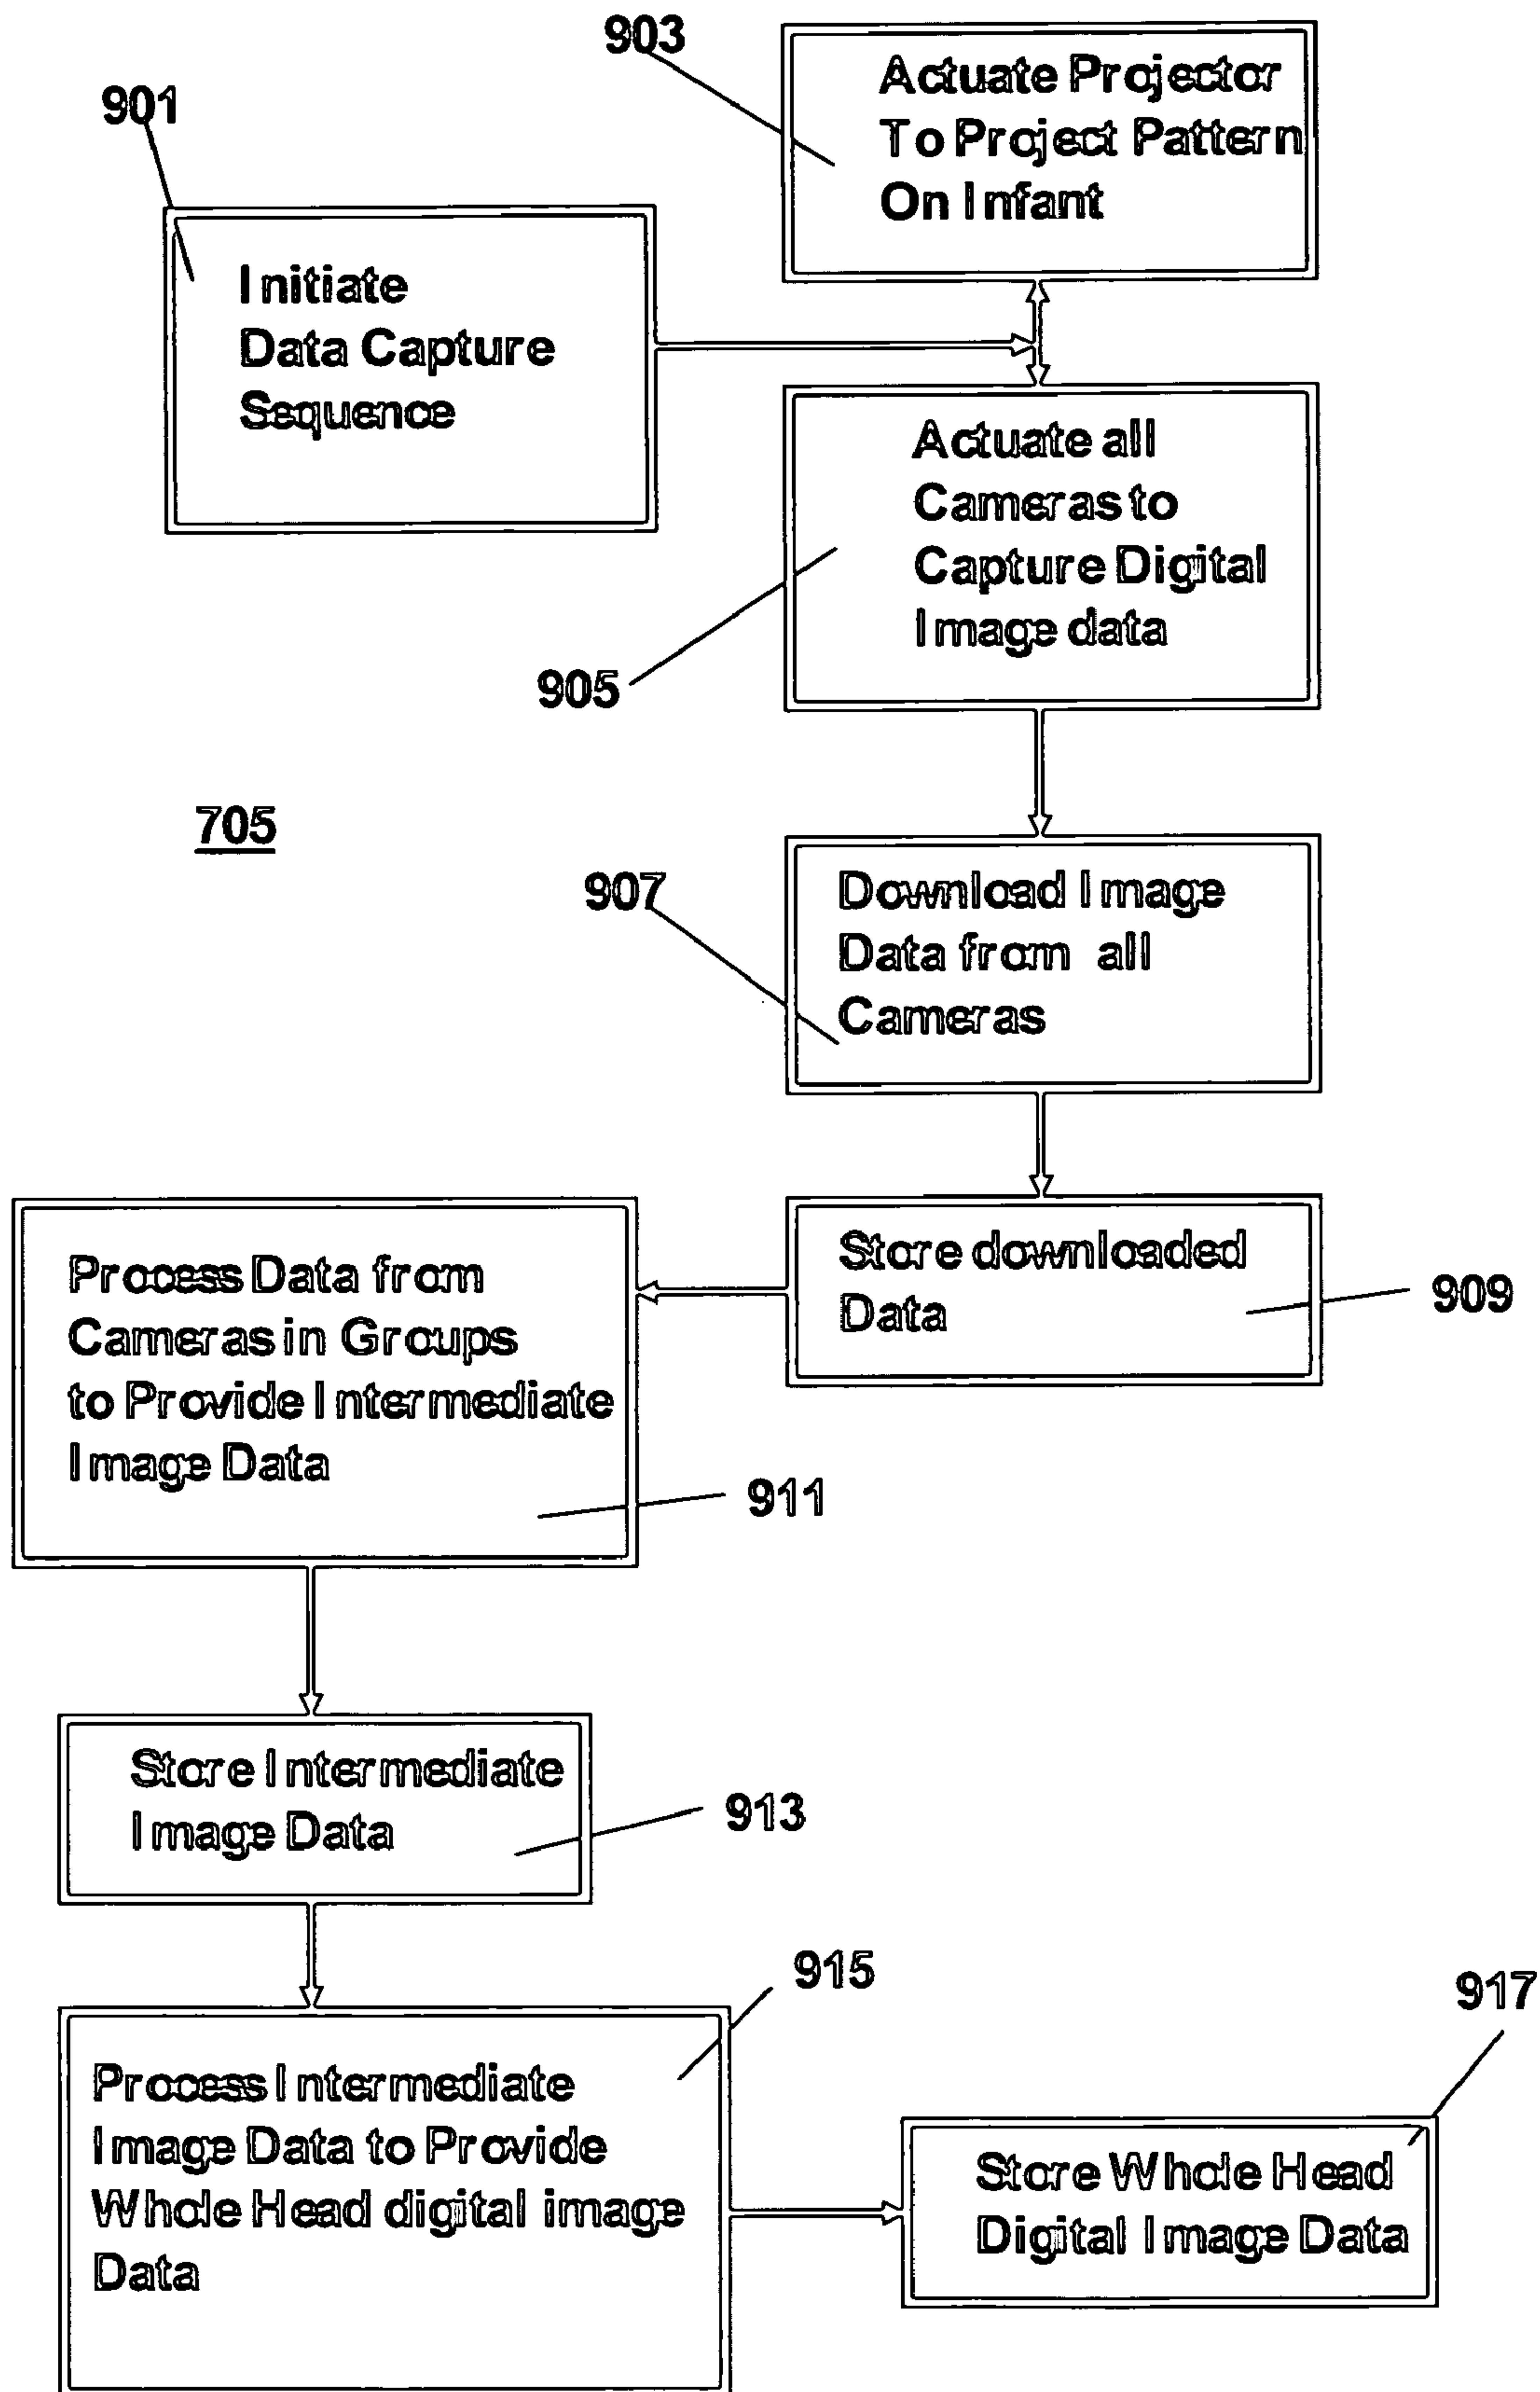 903
Actuate Projector
To Project Pattern
On Infant
901
Initiate
Data Capture
Sequence
Actuate all
Cameras to
Capture Digital
Image data
905
705
907
Download Image
Data from all
Cameras
Store downloaded
Data
909
Process Data from
Cameras in Groups
to Provide Intermediate
Image Data
911
Store Intermediate
Image Data
913
915
Process Intermediate
Image Data to Provide
Whole Head digital image
Data
917
Store Whole Head
Digital Image Data